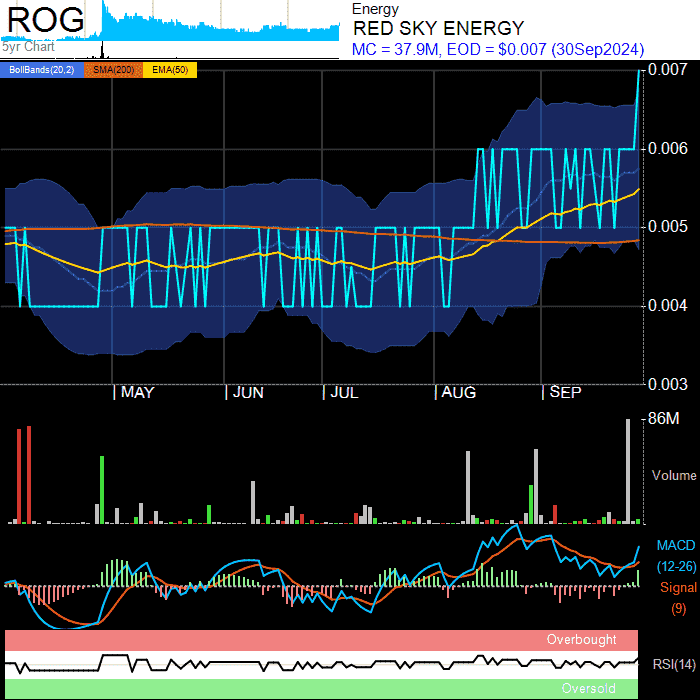 ROG
5yr Chart
Energy
RED SKY ENERGY
MC = 37.9M, EOD = $0.007 (30Sep2024)
BollBands(20,2) SMA(200) EMA(50)
0.007
0.006
0.005
0.004
0.003
MAY JUN JUL AUG SEP
86M
Volume
MACD
(12-26)
Signal
(9)
Overbought
RSI(14)
Oversold